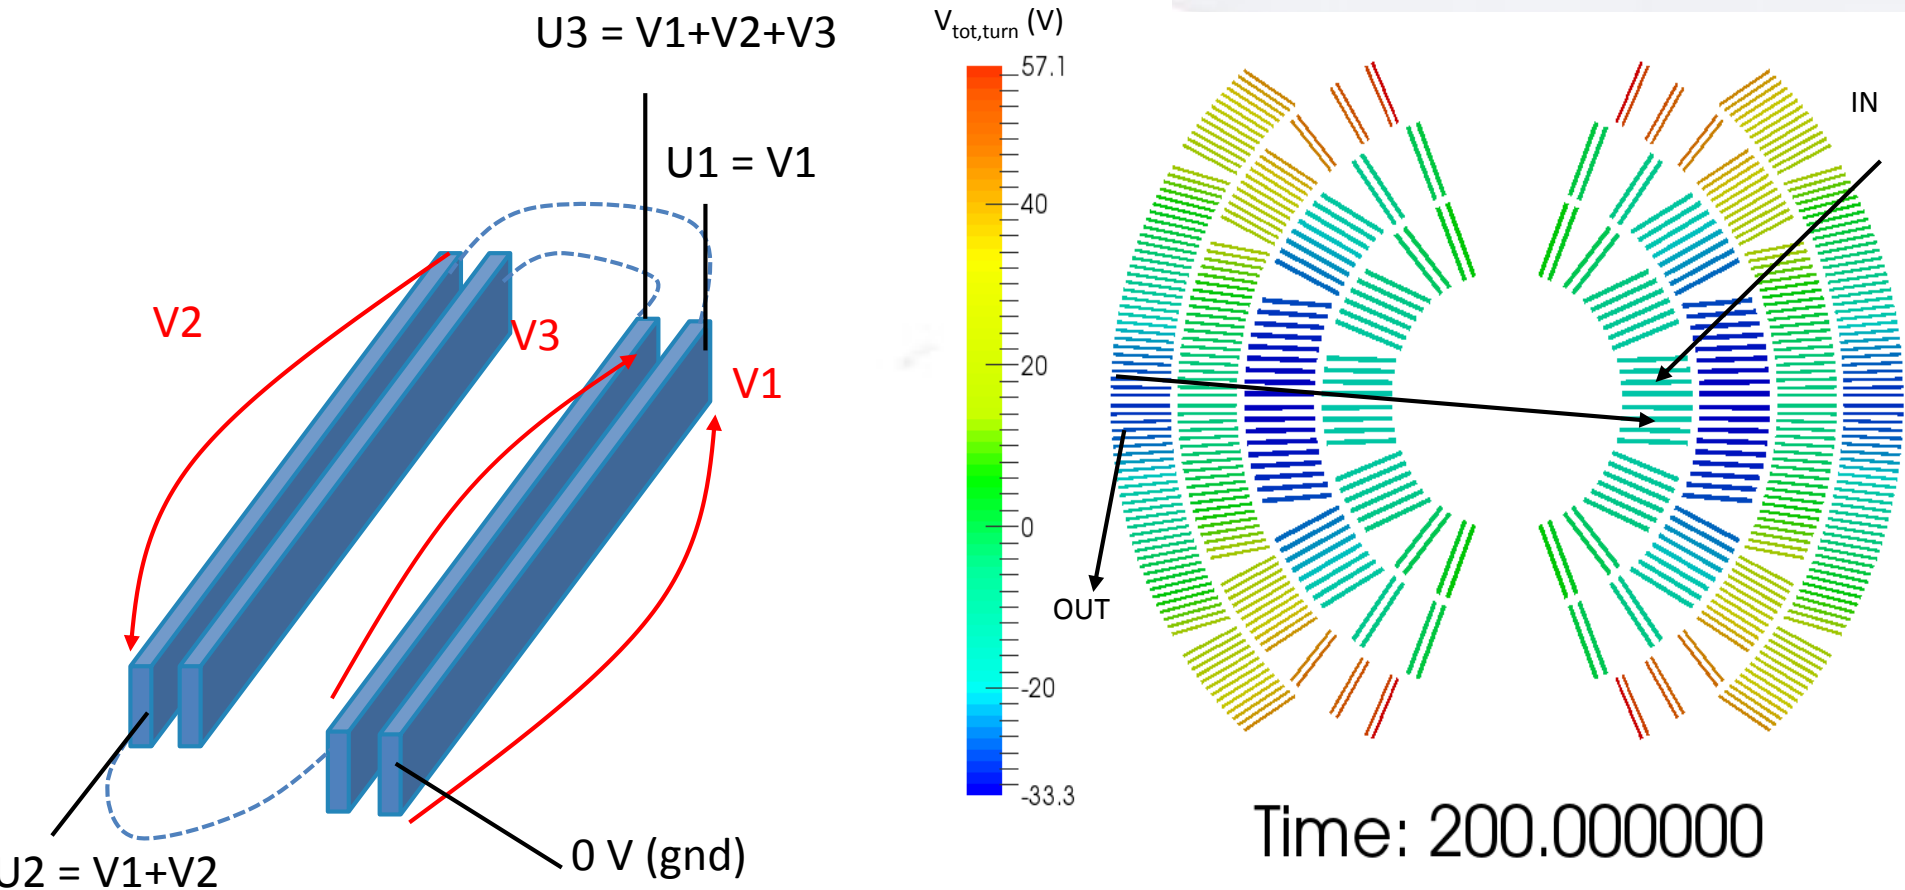 U3 = V1+V2+V3
U1 = V1
V2
V3
V1
U2 = V1+V2
0 V (gnd)
Vtot,turn (V)
57.1
40
20
0
-20
-33.3
IN
OUT
Time: 200.000000